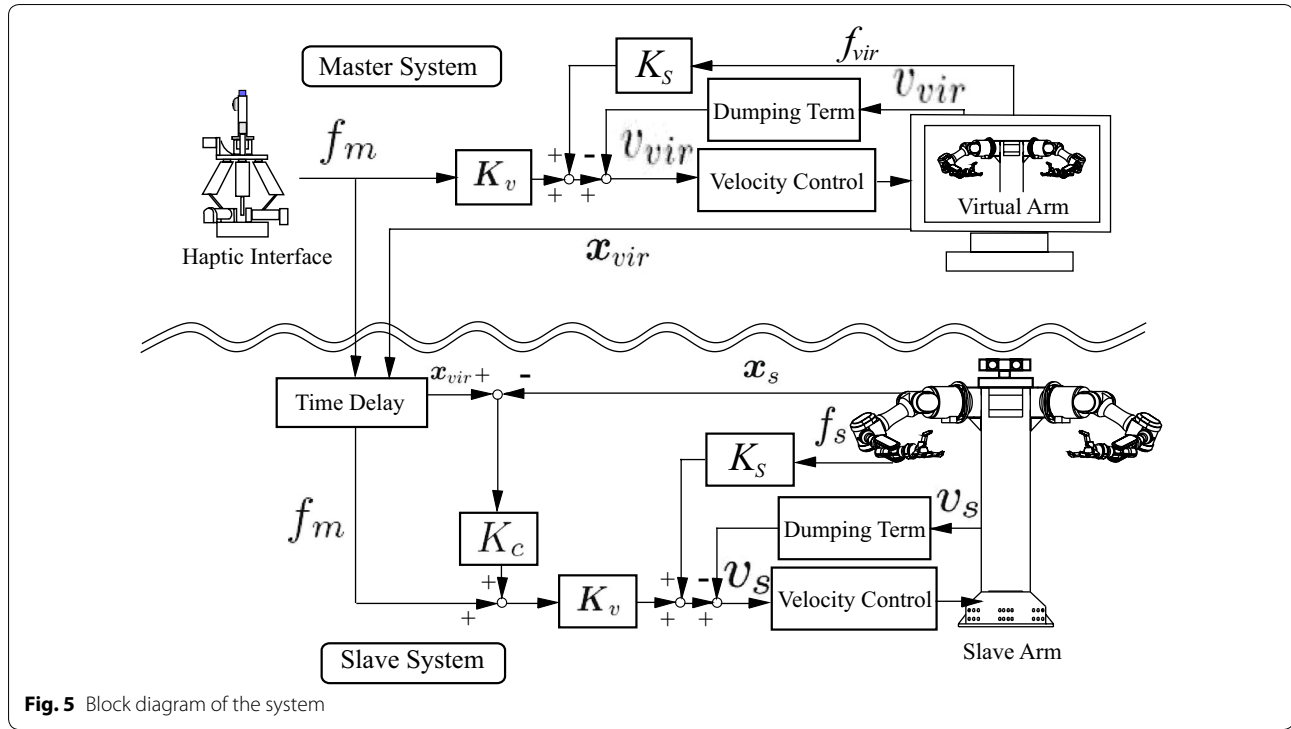 Master System
K_S
f_vir
Dumping Term
v_vir
f_m
K_v
+
+
-
+
v_vir
Velocity Control
Virtual Arm
Haptic Interface
x_vir
Time Delay
x_vir +
-
x_s
f_s
K_S
f_m
K_c
Dumping Term
v_s
+
+
K_v
+
+
-
+
v_s
Velocity Control
Slave System
Slave Arm
Fig. 5 Block diagram of the system